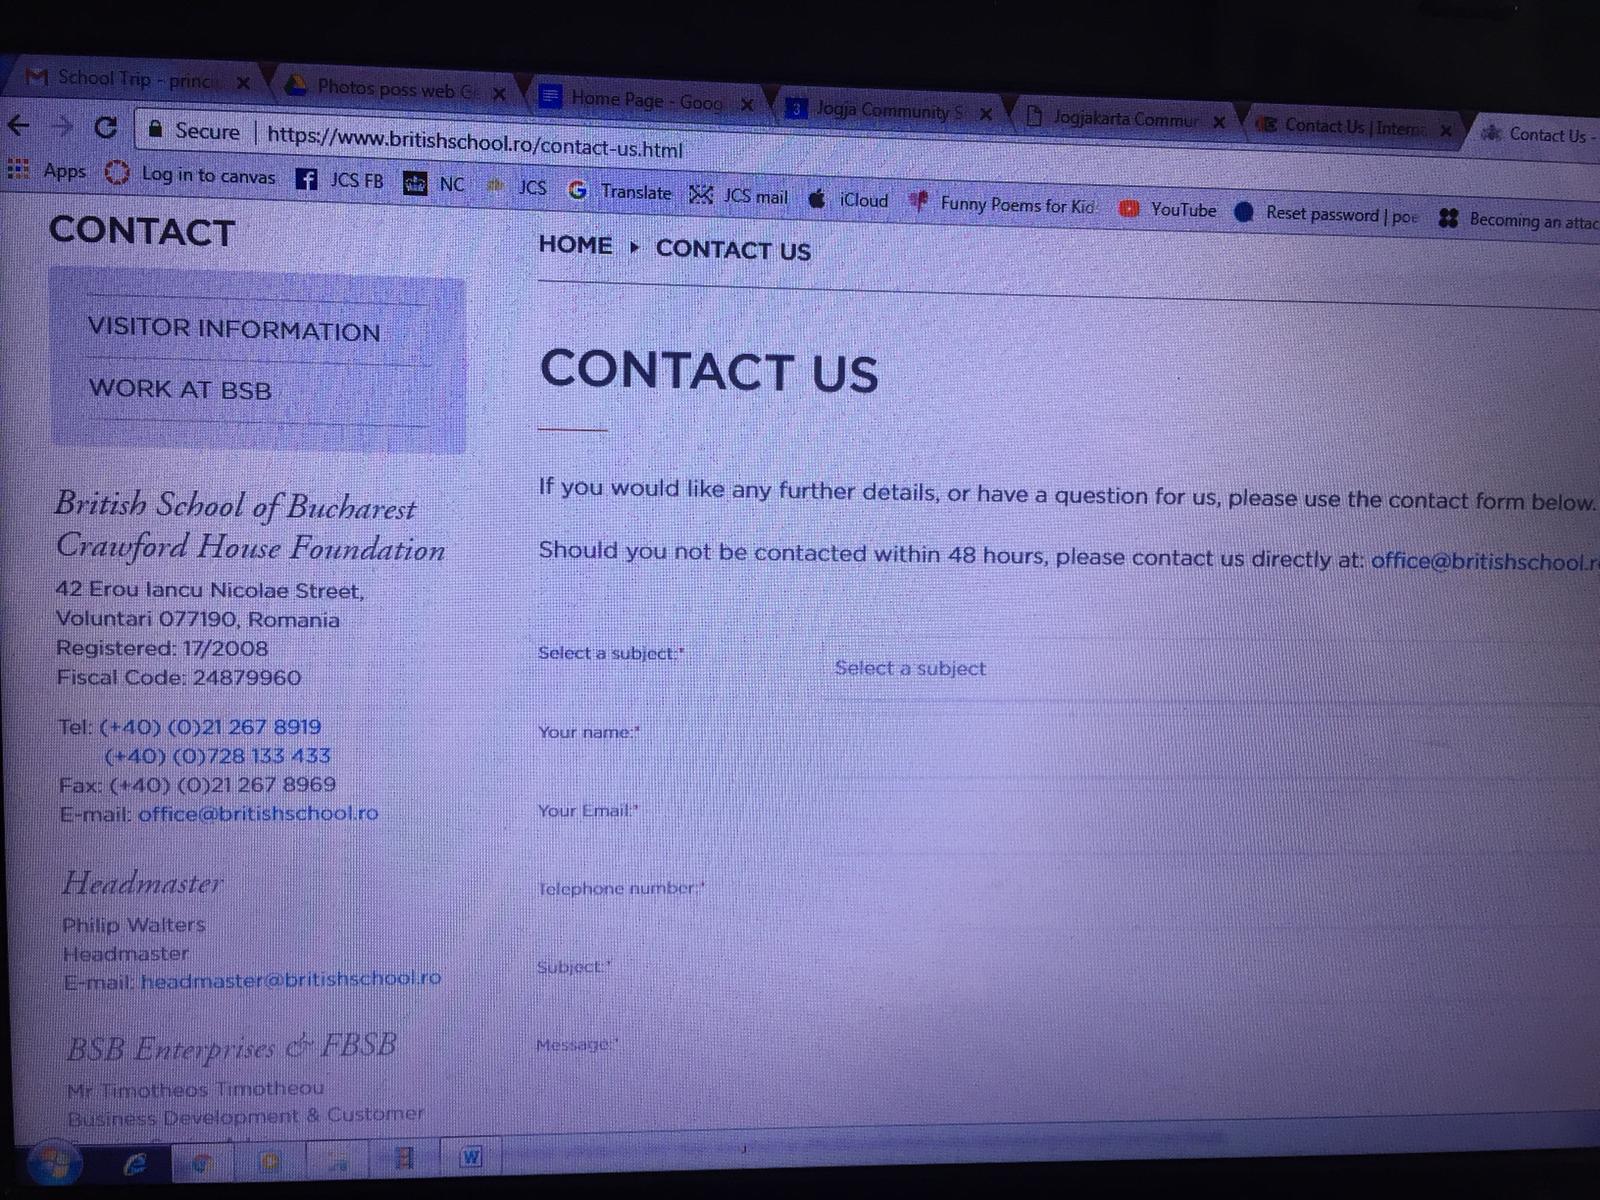 School Trip - princ
Photos poss web G
Home Page - Goog
Jogja Community S
Jogjakarta Commun
Contact Us | Interna
Contact Us -
Secure | https://www.britishschool.ro/contact-us.html
Apps Log in to canvas JCS FB NC JCS Translate JCS mail iCloud Funny Poems for Kid YouTube Reset password | poe Becoming an attac
CONTACT
VISITOR INFORMATION
WORK AT BSB
British School of Bucharest
Crawford House Foundation
42 Erou Iancu Nicolae Street,
Voluntari 077190, Romania
Registered: 17/2008
Fiscal Code: 24879960
Tel: (+40) (0)21 267 8919
(+40) (0)728 133 433
Fax: (+40) (0)21 267 8969
E-mail: office@britishschool.ro
Headmaster
Philip Walters
Headmaster
E-mail: headmaster@britishschool.ro
BSB Enterprises & FBSB
Mr Timotheos Timotheou
Business Development & Customer
HOME ▸ CONTACT US
CONTACT US
If you would like any further details, or have a question for us, please use the contact form below.
Should you not be contacted within 48 hours, please contact us directly at: office@britishschool.r
Select a subject:*
Select a subject
Your name:*
Your Email:*
Telephone number:*
Subject:*
Message:*